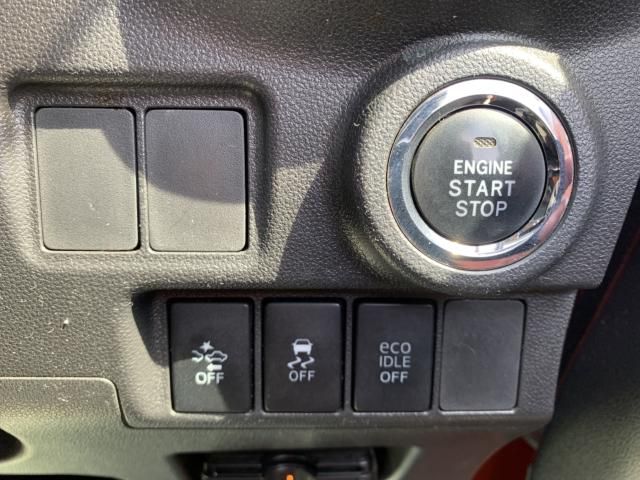 ENGINE
START
STOP
OFF
OFF
eco
IDLE
OFF